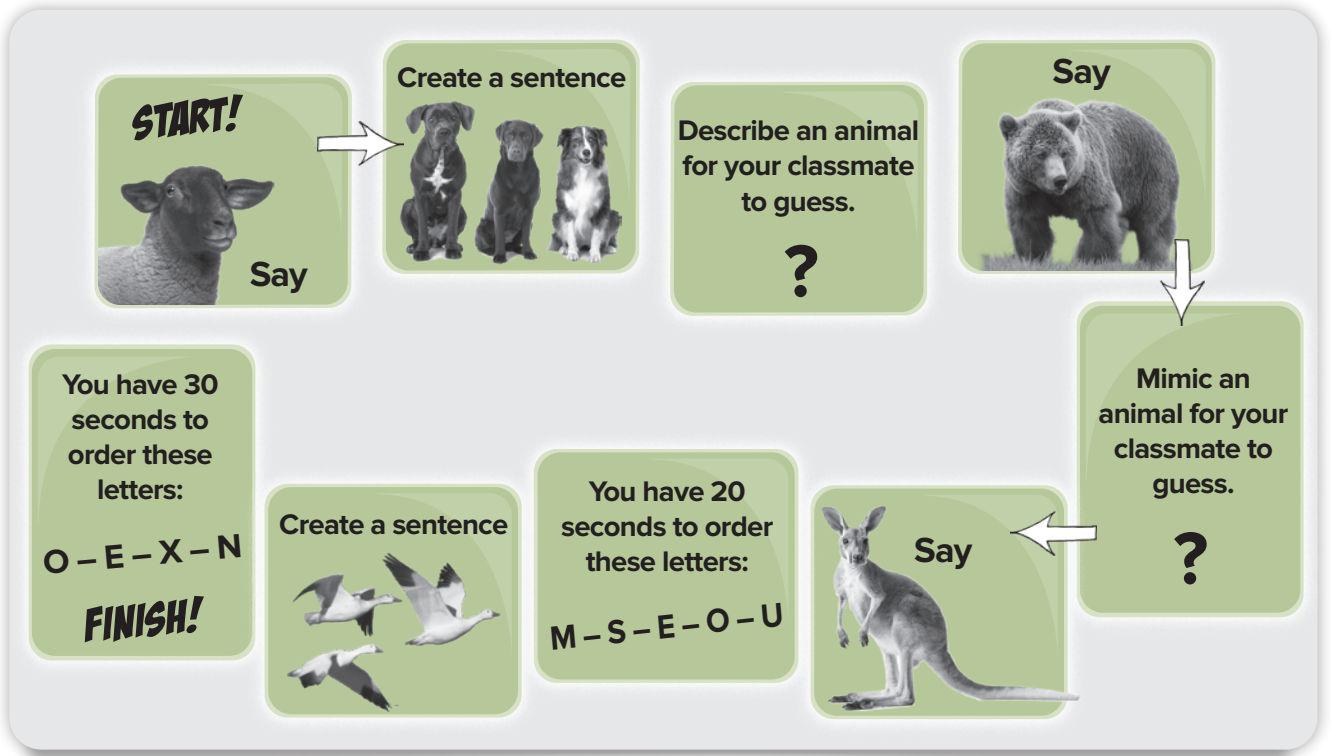 START!
Say
Create a sentence
Describe an animal
for your classmate
to guess.
?
Say
Mimic an
animal for your
classmate to
guess.
?
Say
You have 20
seconds to order
these letters:
M – S – E – O – U
Create a sentence
You have 30
seconds to
order these
letters:
O – E – X – N
FINISH!